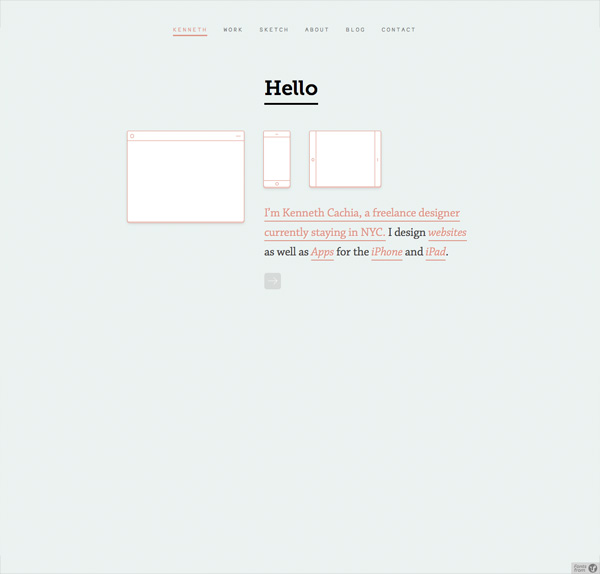 KENNETH WORK SKETCH ABOUT BLOG CONTACT
Hello
I'm Kenneth Cachia, a freelance designer
currently staying in NYC. I design websites
as well as Apps for the iPhone and iPad.